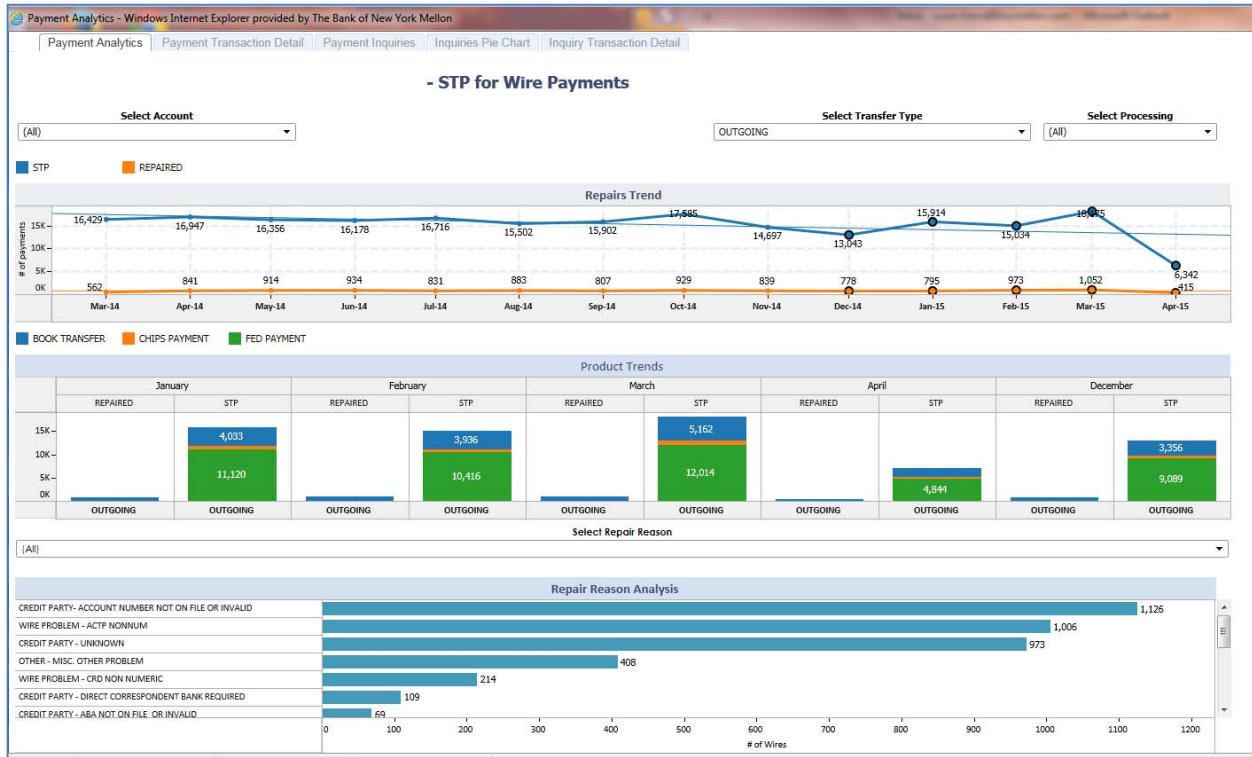 Payment Analytics - Windows Internet Explorer provided by The Bank of New York Mellon
Payment Analytics Payment Transaction Detail Payment Inquiries Inquiries Pie Chart Inquiry Transaction Detail
- STP for Wire Payments
Select Account Select Transfer Type Select Processing
(All) OUTGOING (All)
STP REPAIRED
Repairs Trend
# of payments
15K
10K
5K
0K
16,429 16,947 16,356 16,178 16,716 15,502 15,902 17,585 14,697 13,043 15,914 15,034 6,342
562 841 914 934 831 883 807 929 839 778 795 973 1,052 415
Mar-14 Apr-14 May-14 Jun-14 Jul-14 Aug-14 Sep-14 Oct-14 Nov-14 Dec-14 Jan-15 Feb-15 Mar-15 Apr-15
BOOK TRANSFER CHIPS PAYMENT FED PAYMENT
Product Trends
January February March April December
REPAIRED STP REPAIRED STP REPAIRED STP REPAIRED STP REPAIRED STP
15K
10K
5K
0K
4,033 3,936 5,162 3,356
11,120 10,416 12,014 4,844 9,089
OUTGOING OUTGOING OUTGOING OUTGOING OUTGOING OUTGOING OUTGOING OUTGOING OUTGOING OUTGOING
Select Repair Reason
(All)
Repair Reason Analysis
CREDIT PARTY- ACCOUNT NUMBER NOT ON FILE OR INVALID 1,126
WIRE PROBLEM - ACTP NONNUM 1,006
CREDIT PARTY - UNKNOWN 973
OTHER - MISC. OTHER PROBLEM 408
WIRE PROBLEM - CRD NON NUMERIC 214
CREDIT PARTY - DIRECT CORRESPONDENT BANK REQUIRED 109
CREDIT PARTY - ABA NOT ON FILE OR INVALID 69
0 100 200 300 400 500 600 700 800 900 1000 1100 1200
# of Wires